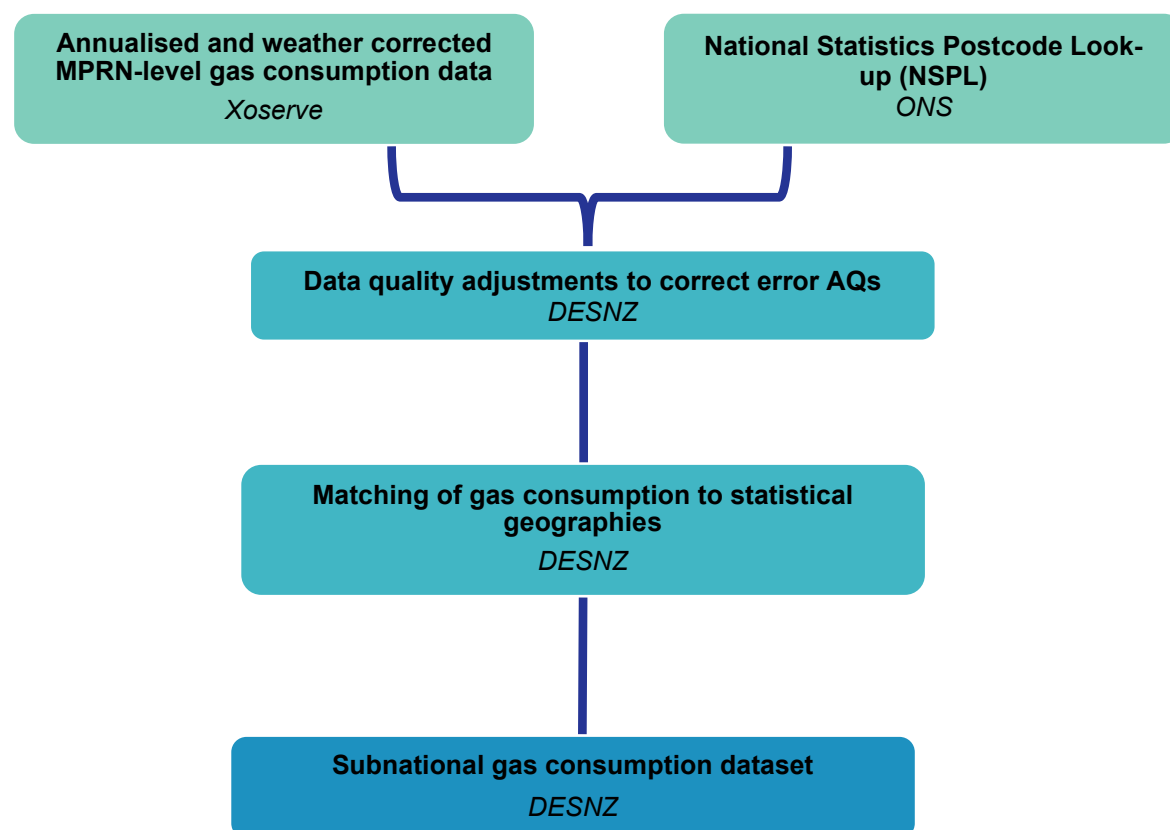 Annualised and weather corrected
MPRN-level gas consumption data
Xoserve
National Statistics Postcode Look-
up (NSPL)
ONS
Data quality adjustments to correct error AQs
DESNZ
Matching of gas consumption to statistical
geographies
DESNZ
Subnational gas consumption dataset
DESNZ